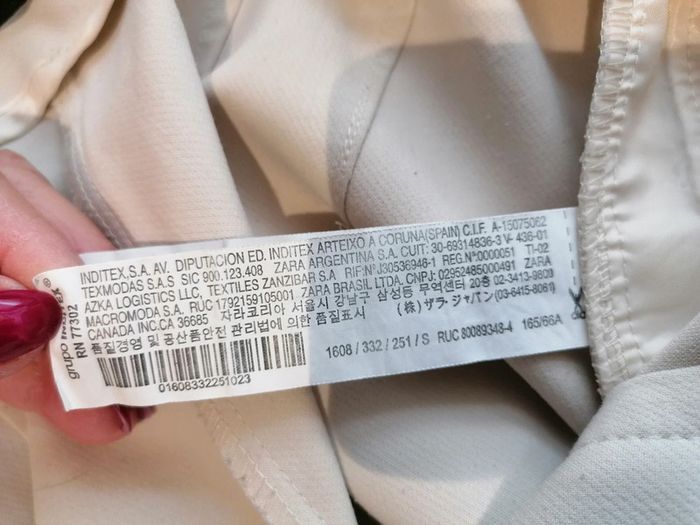 grupo INDITEX
RN 77302
INDITEX.S.A. AV. DIPUTACION ED. INDITEX ARTEIXO A CORUNA(SPAIN) C.I.F. A-15075062
TEXMODAS S.A.S SIC 900.123.408 ZARA ARGENTINA S.A. CUIT: 30-69314836-3 V- 436-01
AZKA LOGISTICS LLC, TEXTILES ZANZIBAR S.A. RIF:Nº J30536946-1 REG.Nº0000051 TI-02
MACROMODA S.A. RUC 1792159105001 ZARA BRASIL LTDA. CNPJ: 02952485000491 ZARA
CANADA INC.CA 36685 자라코리아 서울시 강남구 삼성동 무역센타 20층 02-3413-9800
품질경영 및 공산품안전 관리법에 의한 품질표시 (株) ザラ・ジャパン (03-6415-8061)
01608332251023
1608 / 332 / 251 / S RUC 80089348-4 165/66A